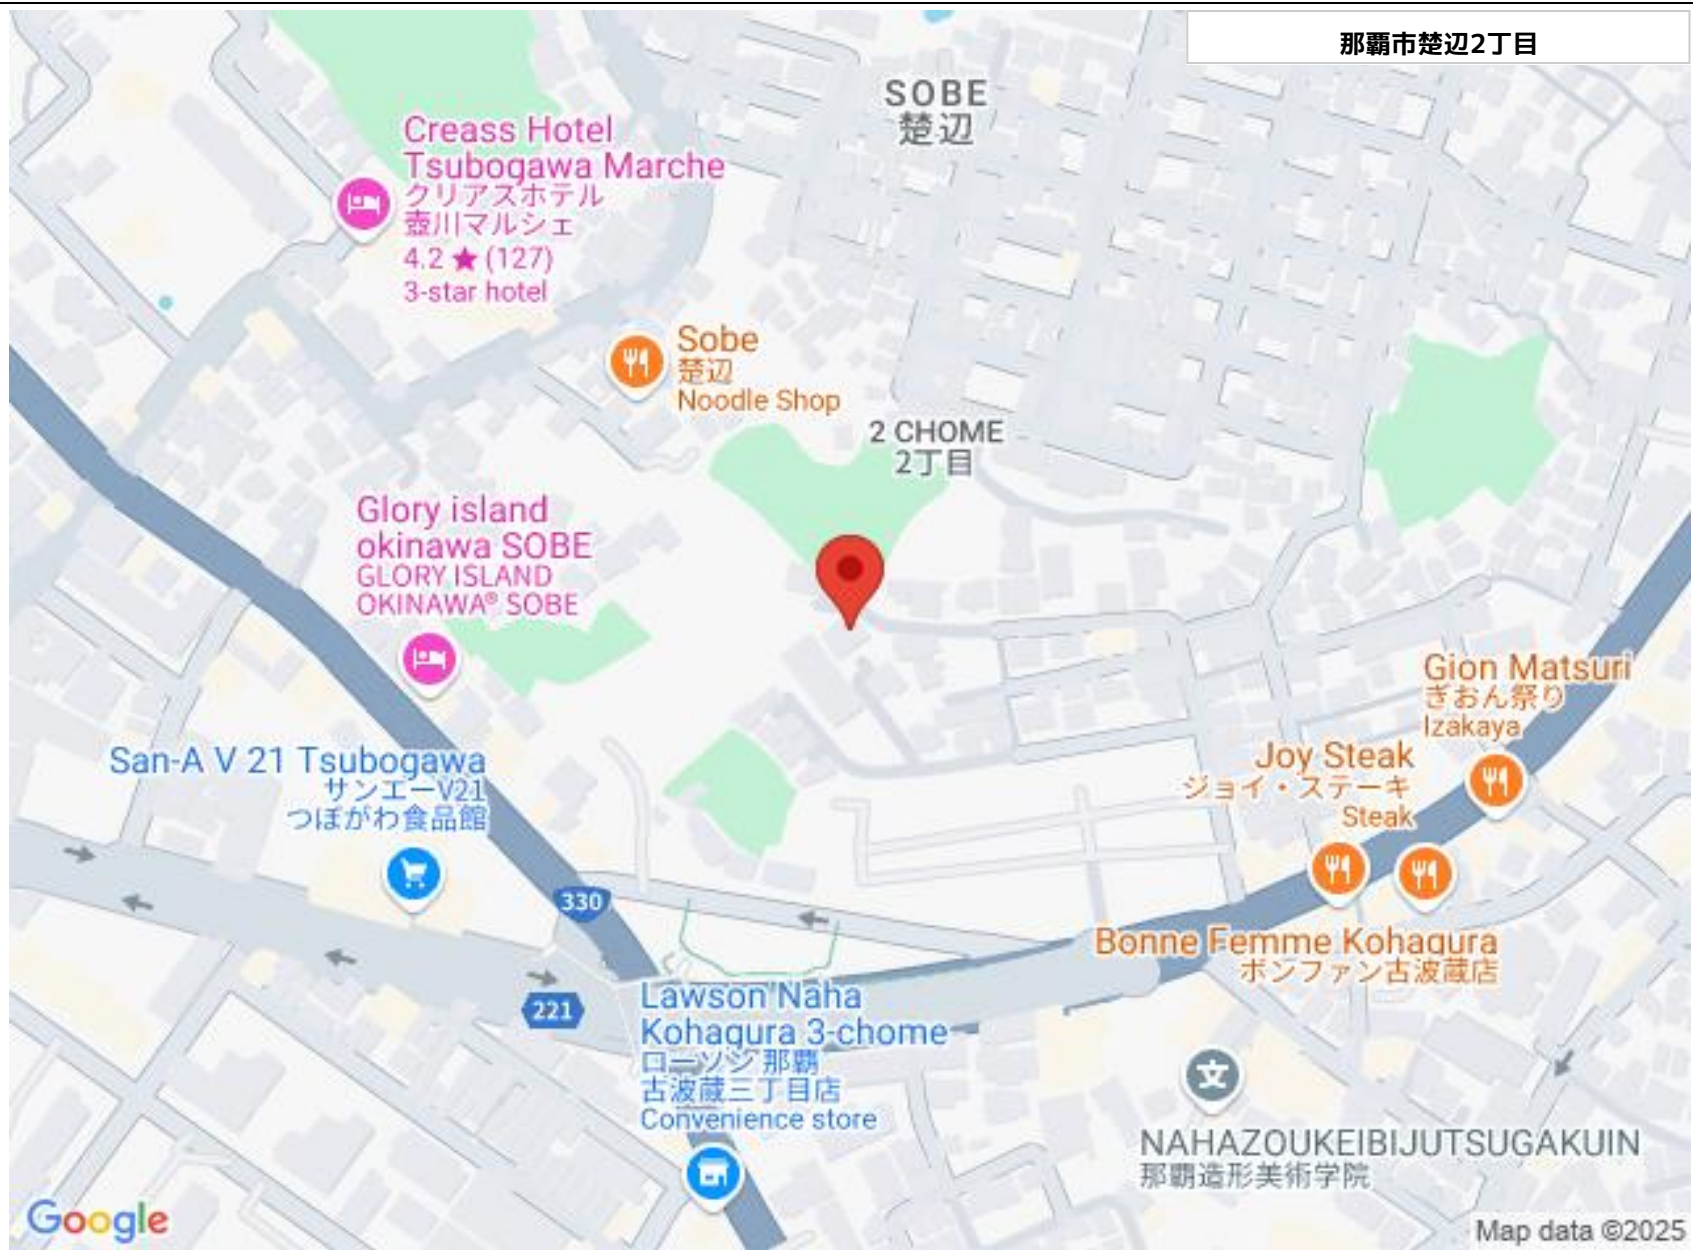 那覇市楚辺2丁目
SOBE
楚辺
Creass Hotel
Tsubogawa Marche
クリアスホテル
壺川マルシェ
4.2 ★ (127)
3-star hotel
Sobe
楚辺
Noodle Shop
2 CHOME
2丁目
Glory island
okinawa SOBE
GLORY ISLAND
OKINAWA® SOBE
Gion Matsuri
ぎおん祭り
Izakaya
San-A V 21 Tsubogawa
サンエーV21
つぼがわ食品館
Joy Steak
ジョイ・ステーキ
Steak
330
Bonne Femme Kohagura
ボンファン古波蔵店
221
Lawson Naha
Kohagura 3-chome
ローソン 那覇
古波蔵三丁目店
Convenience store
文
NAHAZOUKEIBIJUTSUGAKUIN
那覇造形美術学院
Google
Map data ©2025